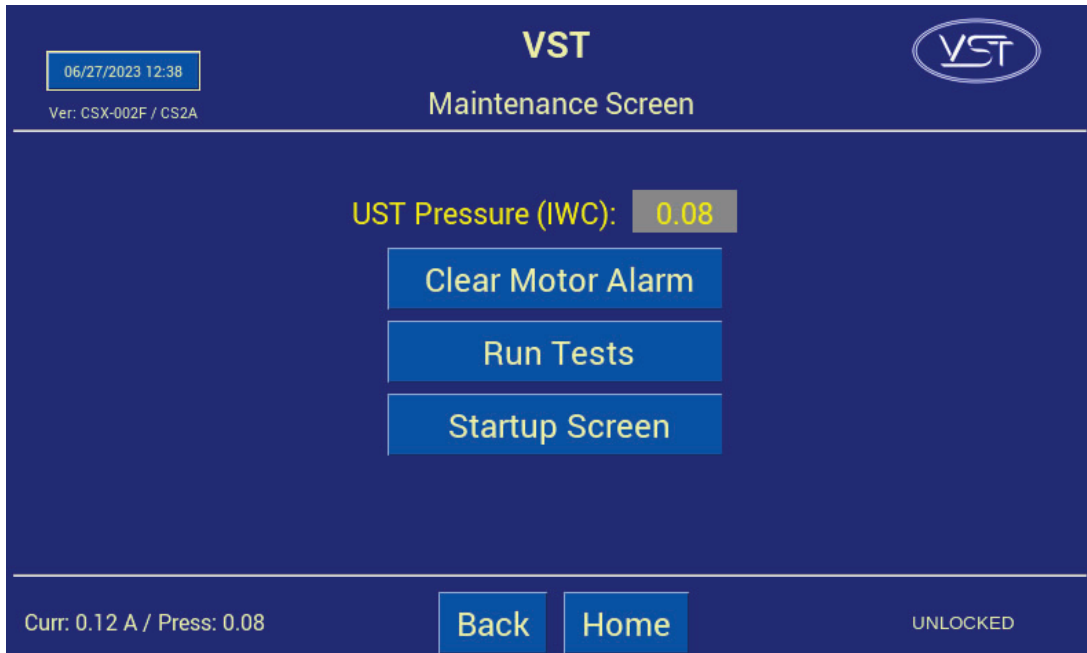 VST
VST
06/27/2023 12:38
Ver: CSX-002F / CS2A
Maintenance Screen
UST Pressure (IWC): 0.08
Clear Motor Alarm
Run Tests
Startup Screen
Curr: 0.12 A / Press: 0.08
Back
Home
UNLOCKED